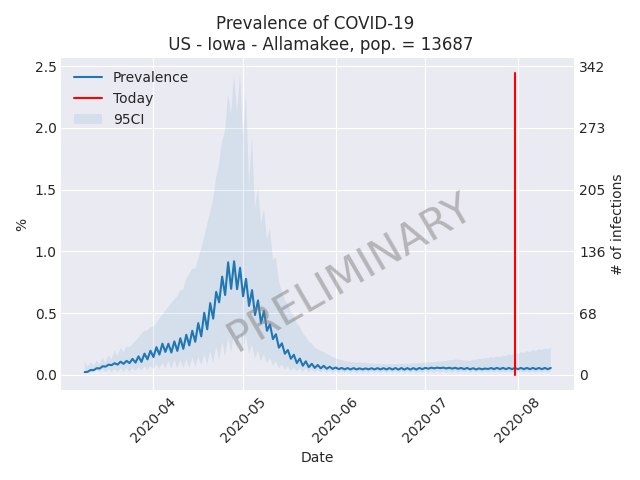 Prevalence of COVID-19
US - Iowa - Allamakee, pop. = 13687
Prevalence
Today
95CI
2.5
2.0
1.5
1.0
0.5
0.0
%
342
273
205
136
68
0
# of infections
PRELIMINARY
2020-04
2020-05
2020-06
2020-07
2020-08
Date